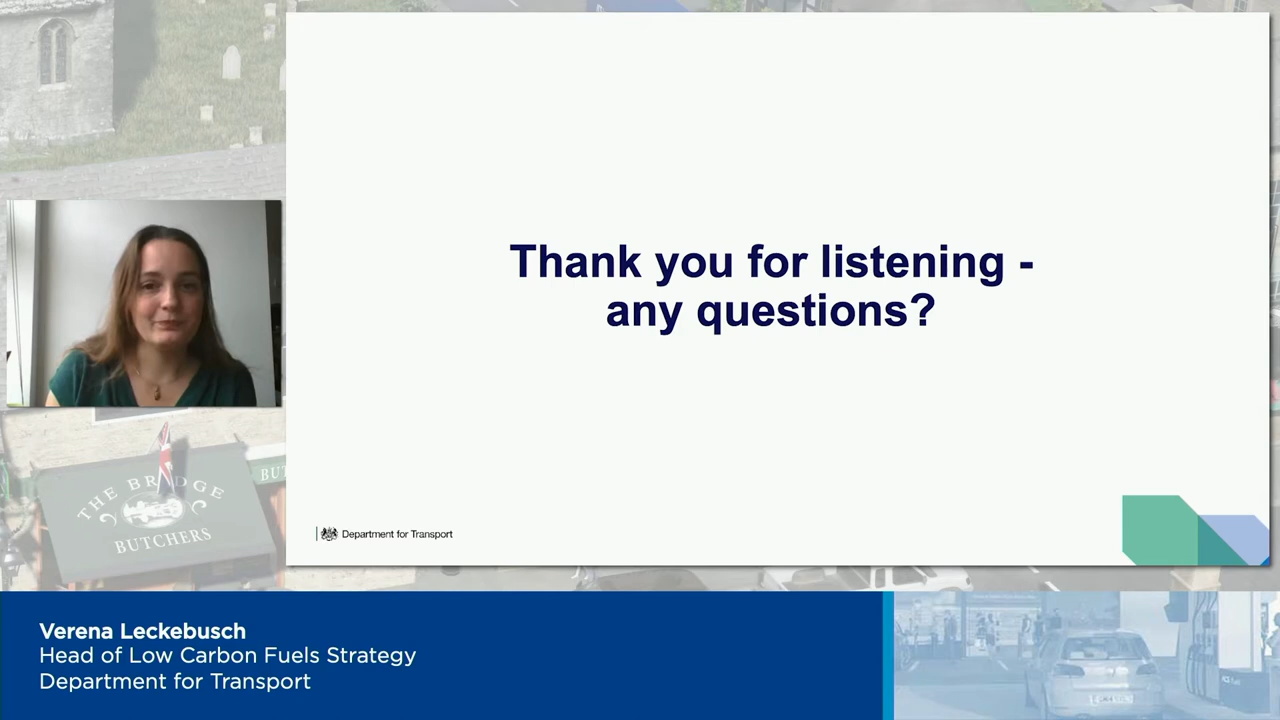 Thank you for listening -
any questions?
Department for Transport
THE BRIDGE
BUTCHERS
BUT
Verena Leckebusch
Head of Low Carbon Fuels Strategy
Department for Transport